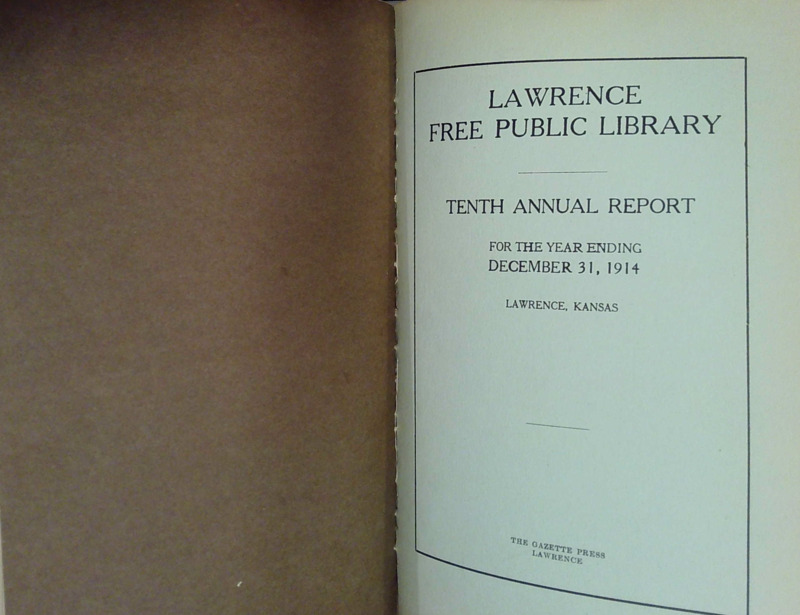 LAWRENCE
FREE PUBLIC LIBRARY
TENTH ANNUAL REPORT
FOR THE YEAR ENDING
DECEMBER 31, 1914
LAWRENCE, KANSAS
THE GAZETTE PRESS
LAWRENCE